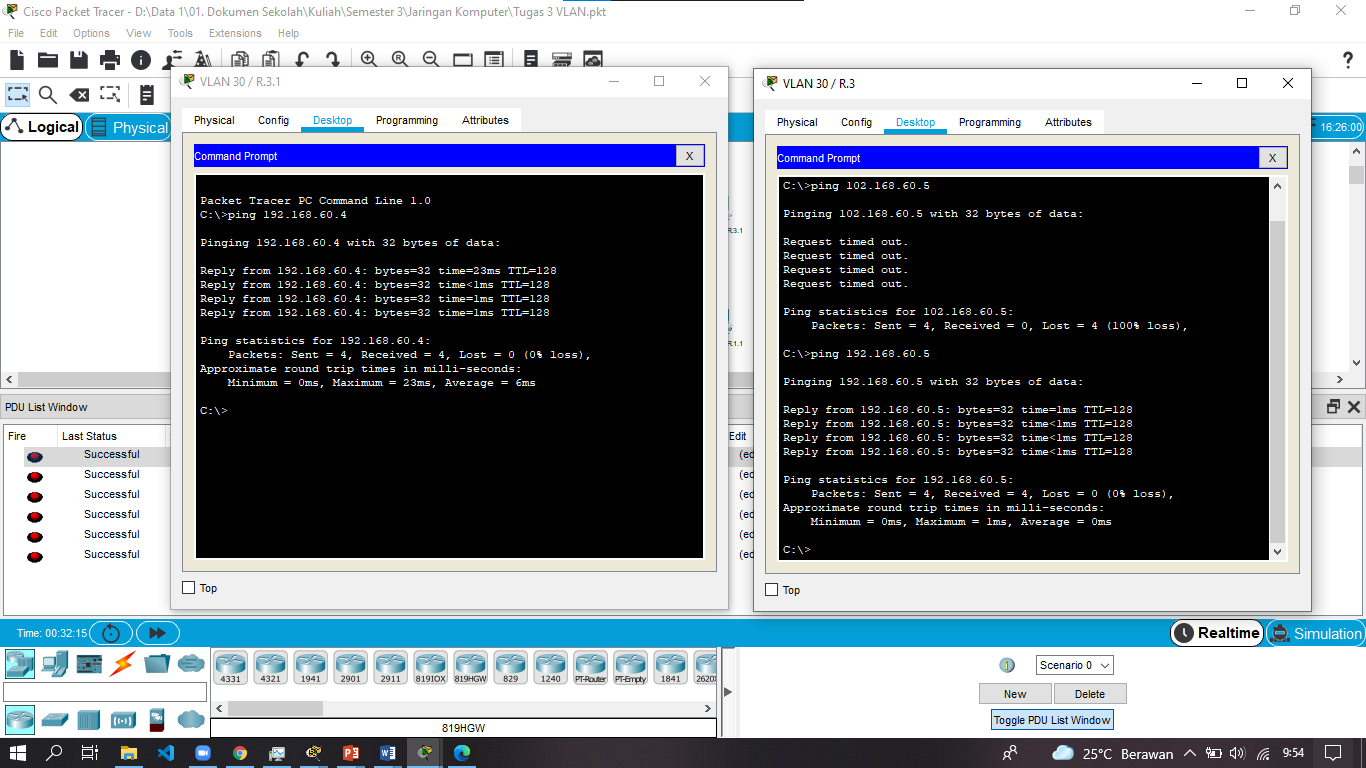 Cisco Packet Tracer - D:\Data 1\01. Dokumen Sekolah\Kuliah\Semester 3\Jaringan Komputer\Tugas 3 VLAN.pkt
File Edit Options View Tools Extensions Help
Logical
Physical
16:26:00
VLAN 30 / R.3.1
Physical Config Desktop Programming Attributes
Command Prompt X
Packet Tracer PC Command Line 1.0
C:\>ping 192.168.60.4
Pinging 192.168.60.4 with 32 bytes of data:
Reply from 192.168.60.4: bytes=32 time=23ms TTL=128
Reply from 192.168.60.4: bytes=32 time<1ms TTL=128
Reply from 192.168.60.4: bytes=32 time=1ms TTL=128
Reply from 192.168.60.4: bytes=32 time=1ms TTL=128
Ping statistics for 192.168.60.4:
Packets: Sent = 4, Received = 4, Lost = 0 (0% loss),
Approximate round trip times in milli-seconds:
Minimum = 0ms, Maximum = 23ms, Average = 6ms
C:\>
Top
R.3.1
R.1.1
VLAN 30 / R.3
Physical Config Desktop Programming Attributes
Command Prompt X
C:\>ping 102.168.60.5
Pinging 102.168.60.5 with 32 bytes of data:
Request timed out.
Request timed out.
Request timed out.
Request timed out.
Ping statistics for 102.168.60.5:
Packets: Sent = 4, Received = 0, Lost = 4 (100% loss),
C:\>ping 192.168.60.5
Pinging 192.168.60.5 with 32 bytes of data:
Reply from 192.168.60.5: bytes=32 time=1ms TTL=128
Reply from 192.168.60.5: bytes=32 time<1ms TTL=128
Reply from 192.168.60.5: bytes=32 time<1ms TTL=128
Reply from 192.168.60.5: bytes=32 time<1ms TTL=128
Ping statistics for 192.168.60.5:
Packets: Sent = 4, Received = 4, Lost = 0 (0% loss),
Approximate round trip times in milli-seconds:
Minimum = 0ms, Maximum = 1ms, Average = 0ms
C:\>
Top
PDU List Window
Fire Last Status Edit
Successful (ed
Successful (ed
Successful (ed
Successful (ed
Successful (ed
Successful (ed
Time: 00:32:15
Realtime
Simulation
4331 4321 1941 2901 2911 819IOX 819HGW 829 1240 PT-Router PT-Empty 1841 2620X
819HGW
Scenario 0
New Delete
Toggle PDU List Window
25°C Berawan
9:54